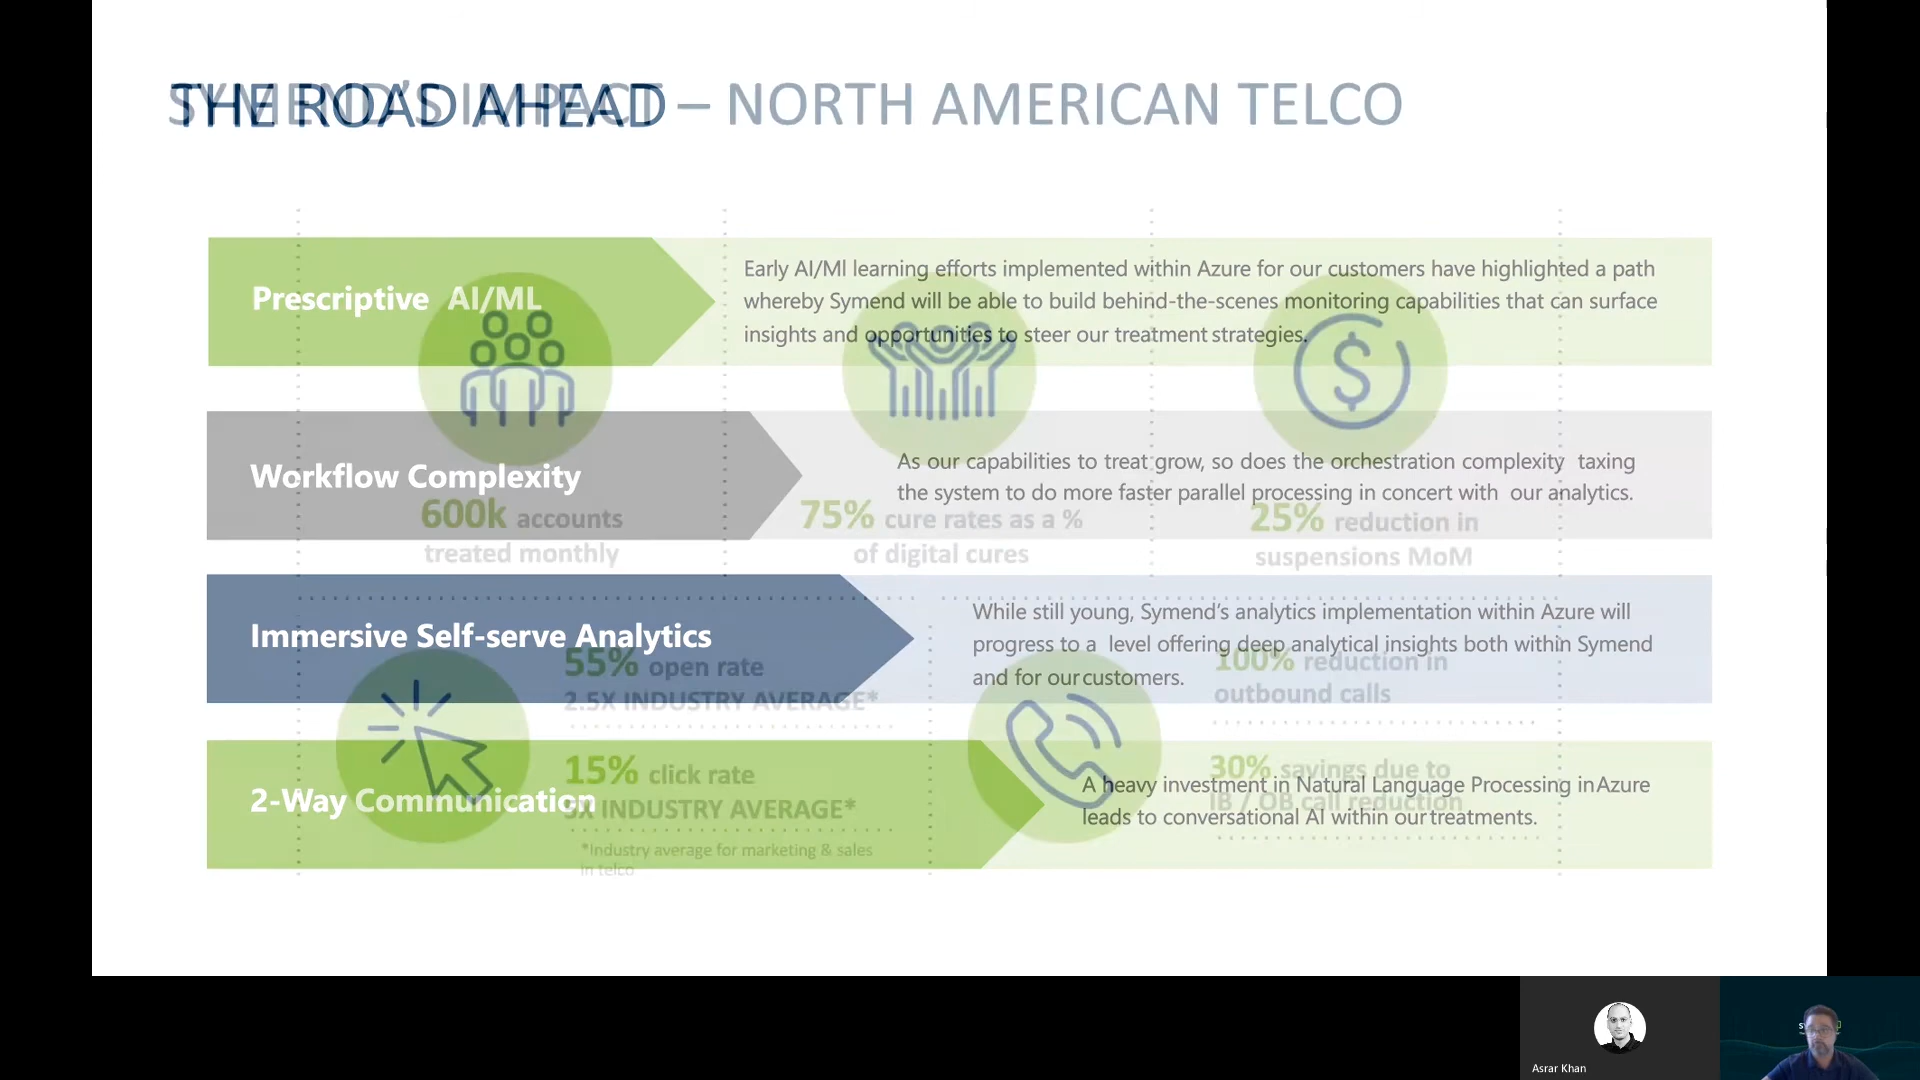 THE ROAD AHEAD
SYMEND'S IMPACT – NORTH AMERICAN TELCO
Prescriptive AI/ML
Early AI/Ml learning efforts implemented within Azure for our customers have highlighted a path
whereby Symend will be able to build behind-the-scenes monitoring capabilities that can surface
insights and opportunities to steer our treatment strategies.
Workflow Complexity
As our capabilities to treat grow, so does the orchestration complexity taxing
the system to do more faster parallel processing in concert with our analytics.
600k accounts
treated monthly
75% cure rates as a %
of digital cures
25% reduction in
suspensions MoM
Immersive Self-serve Analytics
While still young, Symend's analytics implementation within Azure will
progress to a level offering deep analytical insights both within Symend
and for our customers.
55% open rate
2.5X INDUSTRY AVERAGE*
100% reduction in
outbound calls
2-Way Communication
A heavy investment in Natural Language Processing in Azure
leads to conversational AI within our treatments.
15% click rate
INDUSTRY AVERAGE*
*Industry average for marketing & sales
in telco
30% savings due to
IB / OB call reduction
Asrar Khan